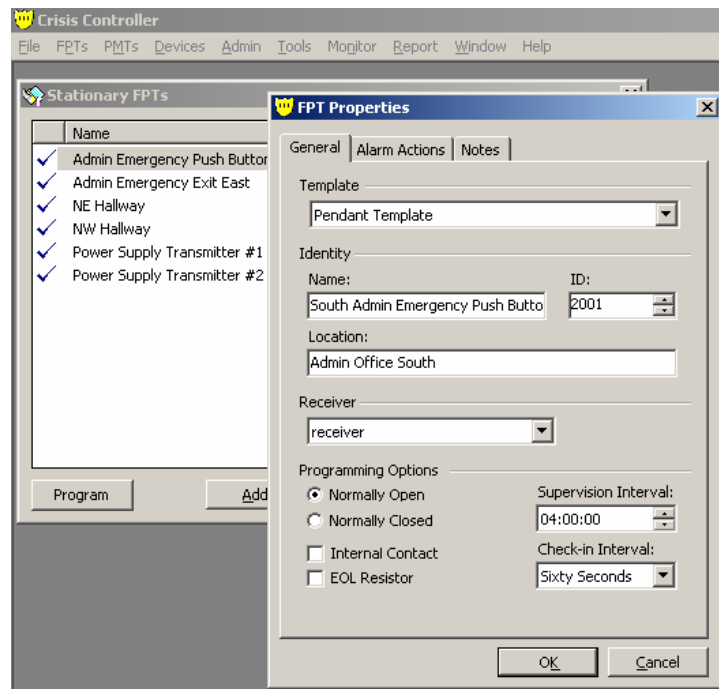 Crisis Controller
File FPTs PMTs Devices Admin Tools Monitor Report Window Help
Stationary FPTs
Name
Admin Emergency Push Button
Admin Emergency Exit East
NE Hallway
NW Hallway
Power Supply Transmitter #1
Power Supply Transmitter #2
Program Add
FPT Properties
General Alarm Actions Notes
Template
Pendant Template
Identity
Name: ID:
South Admin Emergency Push Butto 2001
Location:
Admin Office South
Receiver
receiver
Programming Options
Normally Open Supervision Interval:
Normally Closed 04:00:00
Internal Contact Check-in Interval:
EOL Resistor Sixty Seconds
OK Cancel